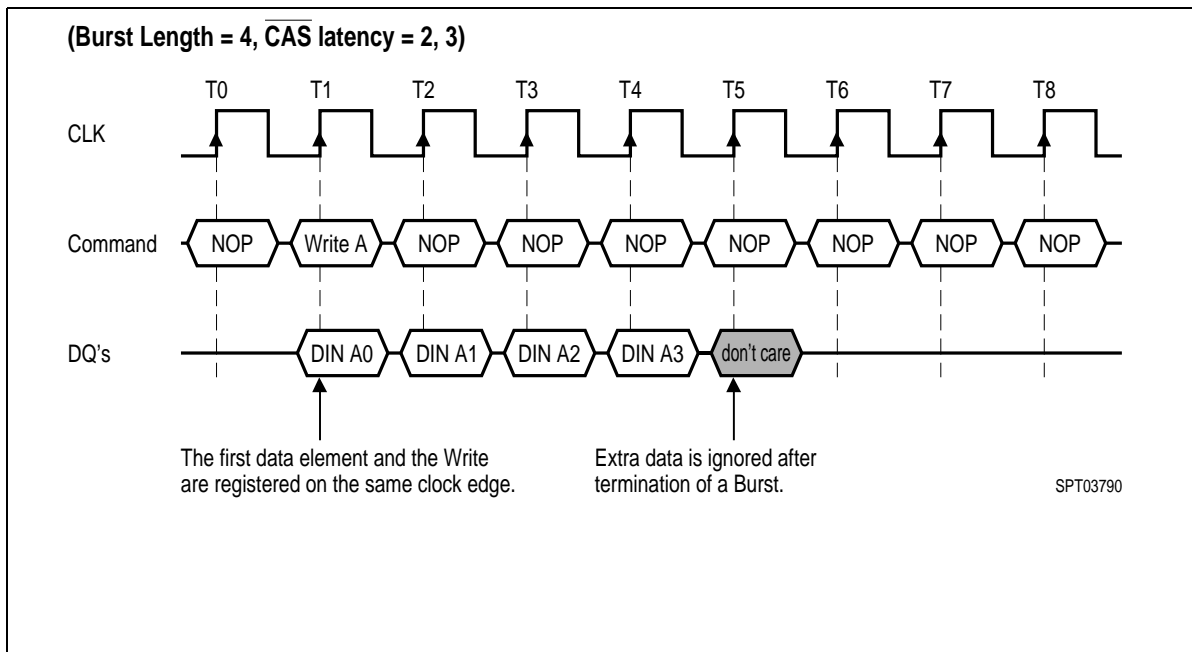 (Burst Length = 4, CAS latency = 2, 3)
T0 T1 T2 T3 T4 T5 T6 T7 T8
CLK
Command NOP Write A NOP NOP NOP NOP NOP NOP NOP
DQ's DIN A0 DIN A1 DIN A2 DIN A3 don't care
The first data element and the Write
are registered on the same clock edge.
Extra data is ignored after
termination of a Burst.
SPT03790